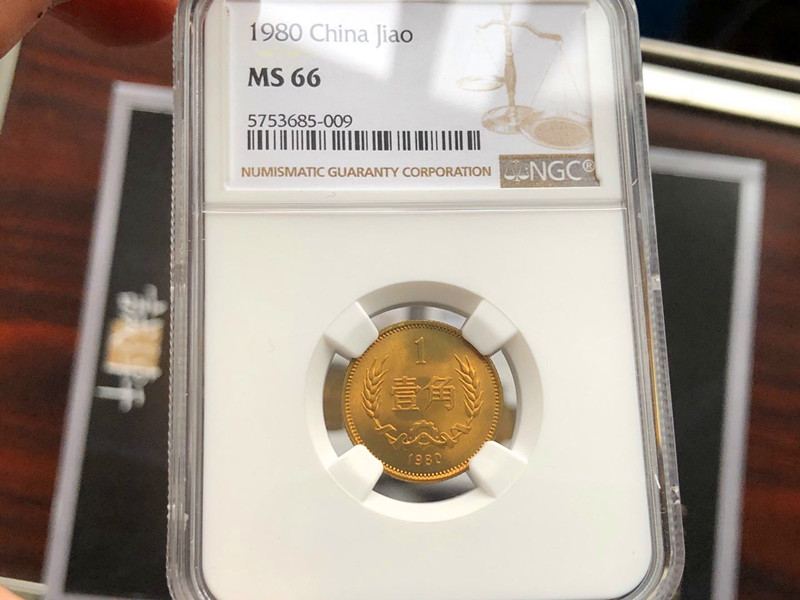 1980 China Jiao
MS 66
5753685-009
NUMISMATIC GUARANTY CORPORATION
NGC®
1
壹角
1980